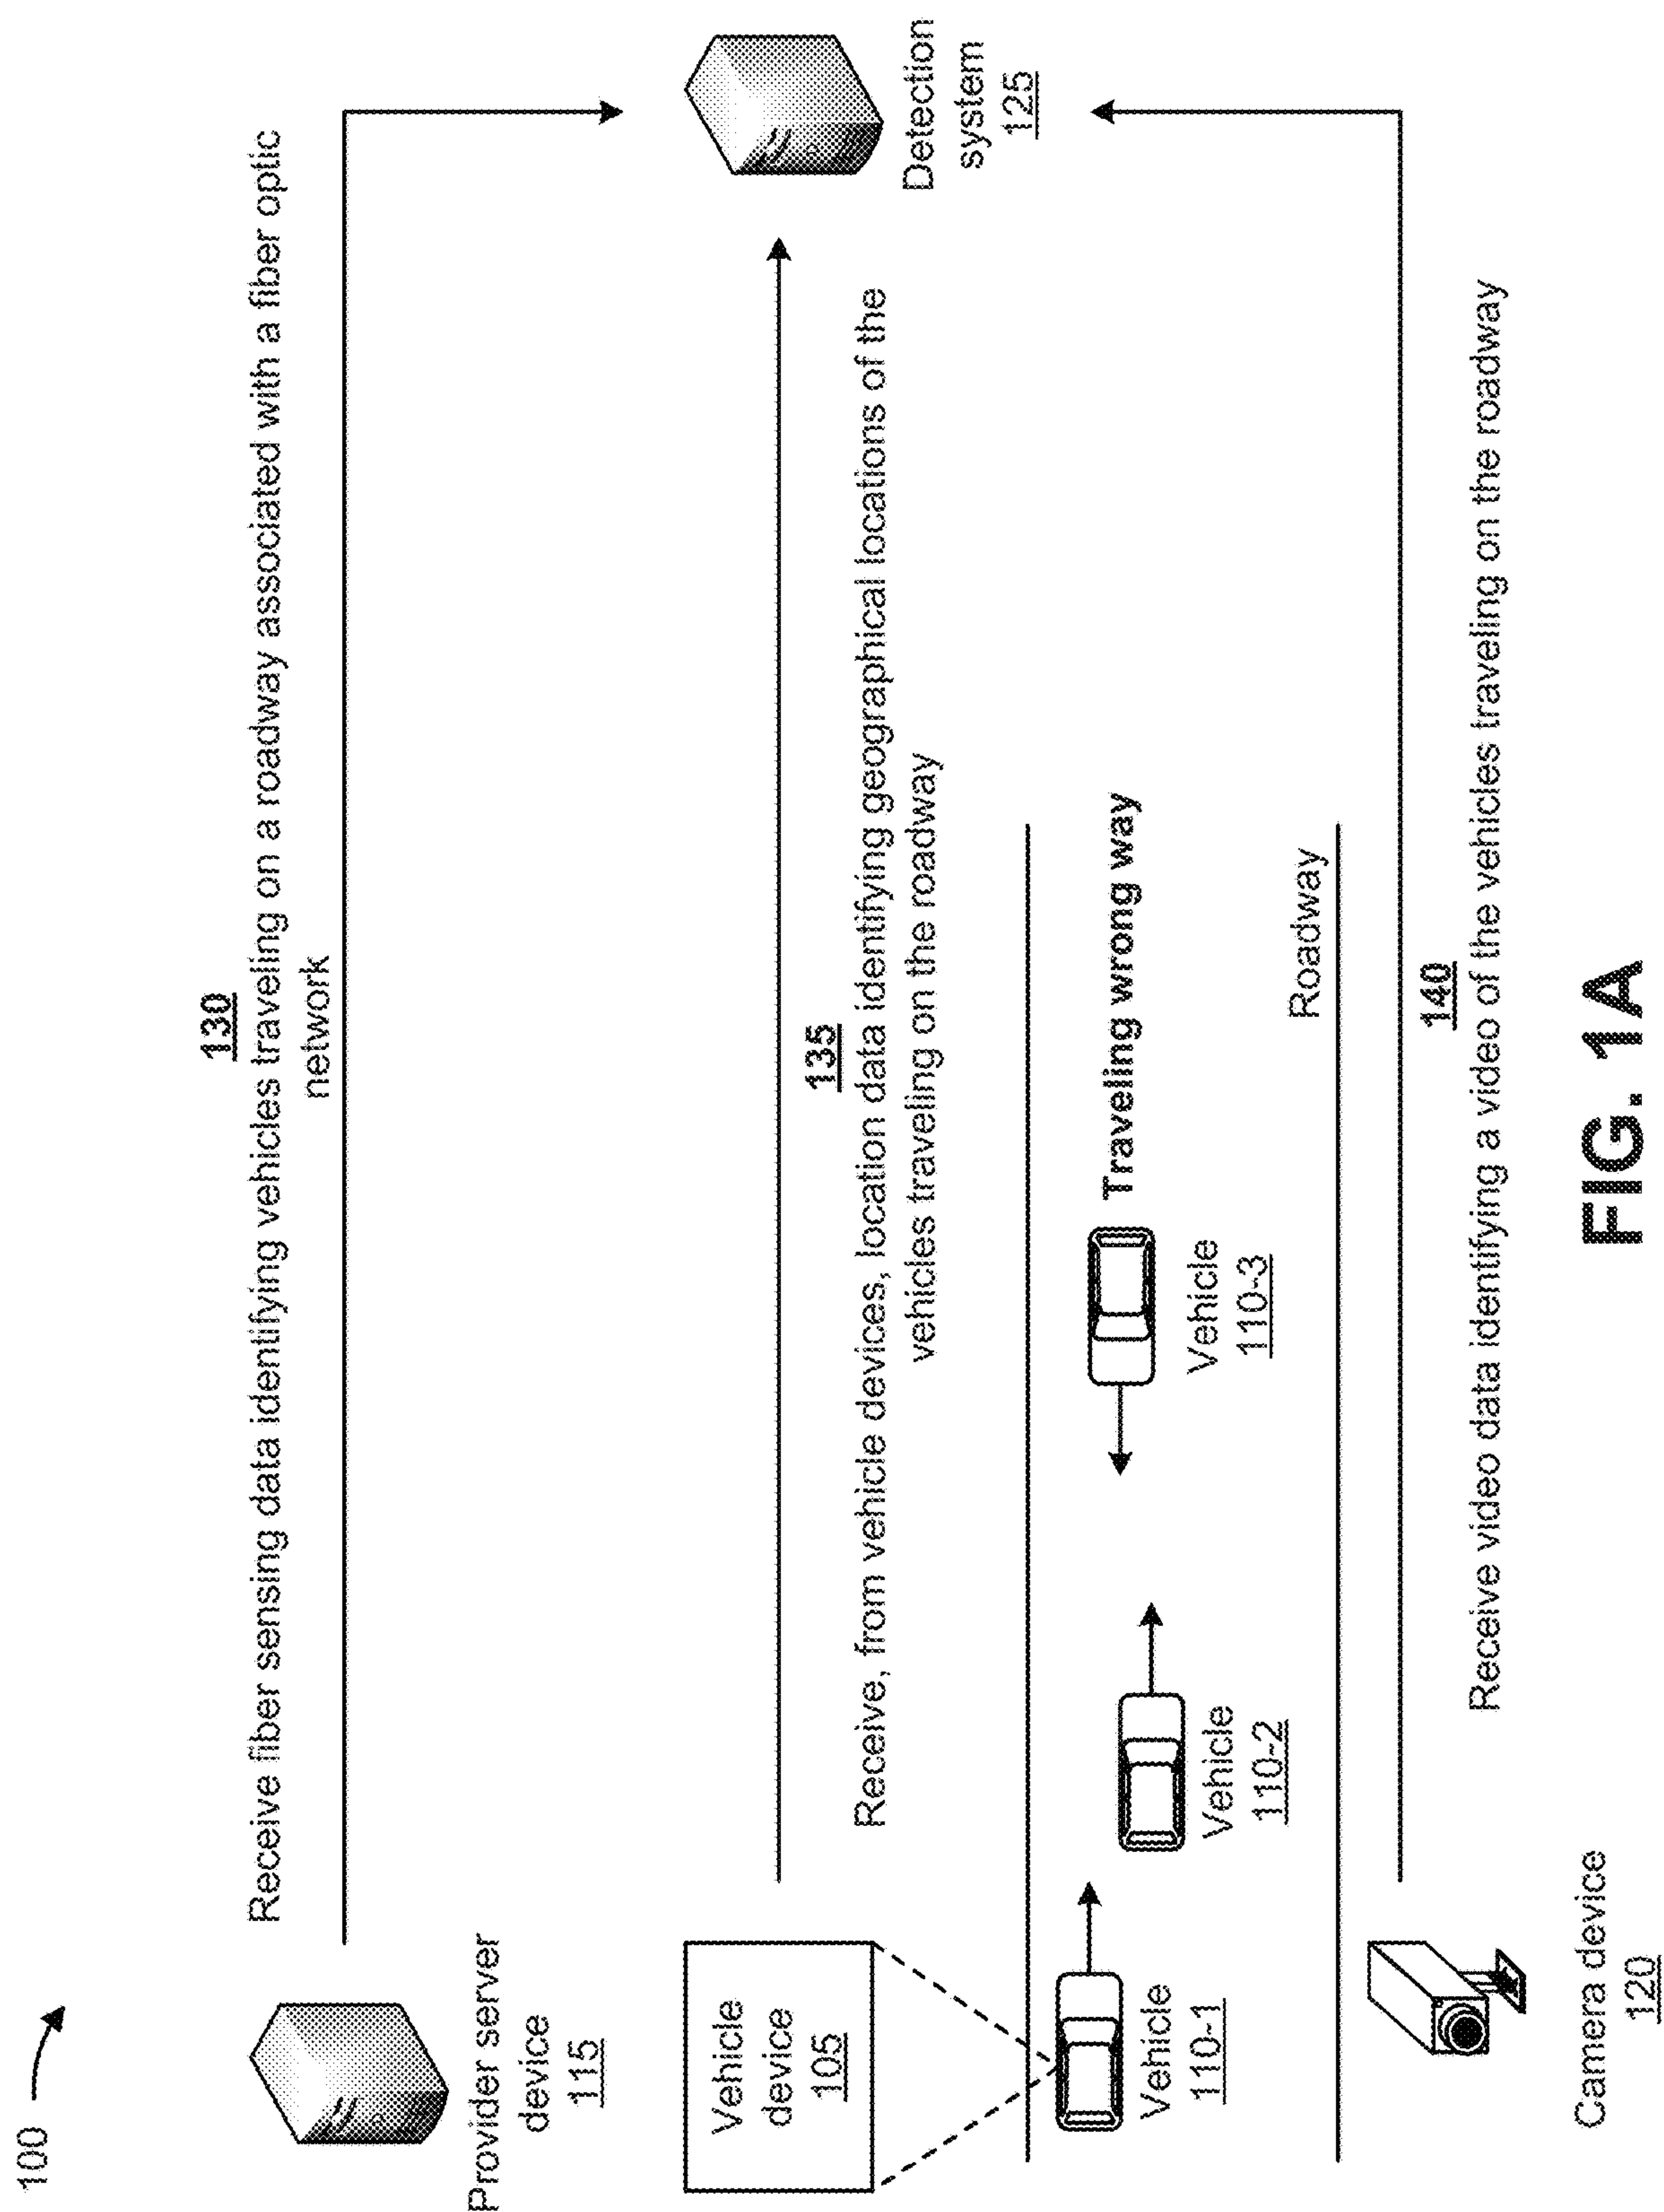 100
130
Receive fiber sensing data identifying vehicles traveling on a roadway associated with a fiber optic
network
Provider server
device
115
Detection
system
125
135
Receive, from vehicle devices, location data identifying geographical locations of the
vehicles traveling on the roadway
Vehicle
device
105
Traveling wrong way
Vehicle
110-1
Vehicle
110-2
Vehicle
110-3
Roadway
140
Receive video data identifying a video of the vehicles traveling on the roadway
Camera device
120
FIG. 1A